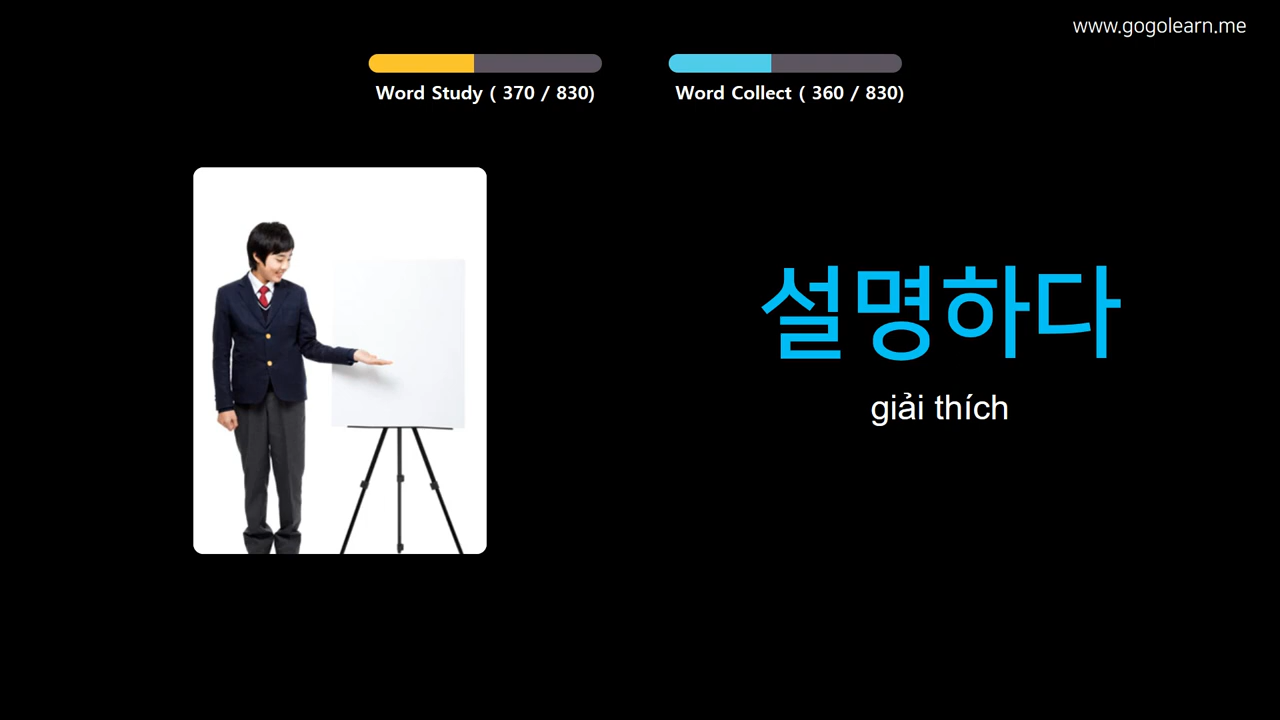 www.gogolearn.me
Word Study ( 370 / 830)
Word Collect ( 360 / 830)
설명하다
giải thích